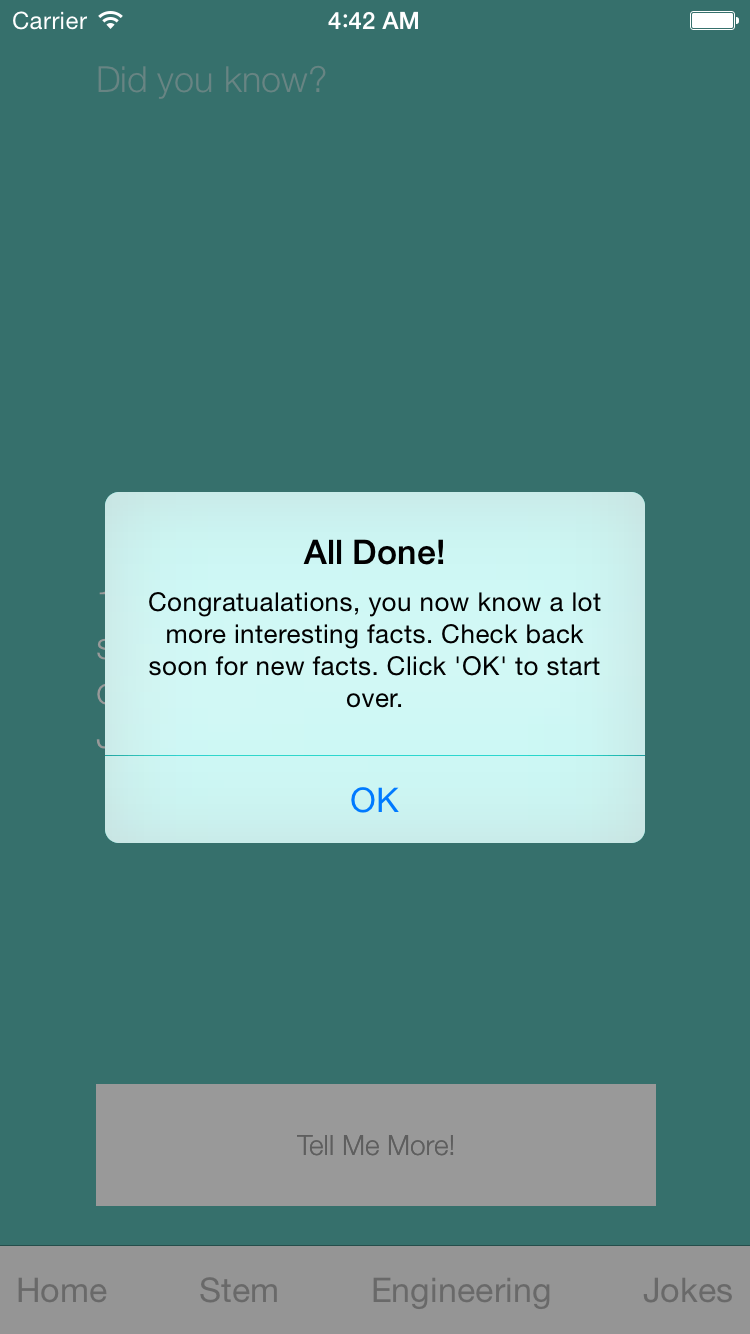 Carrier 4:42 AM
Did you know?
All Done!
Congratualations, you now know a lot
more interesting facts. Check back
soon for new facts. Click 'OK' to start
over.
OK
Tell Me More!
Home Stem Engineering Jokes